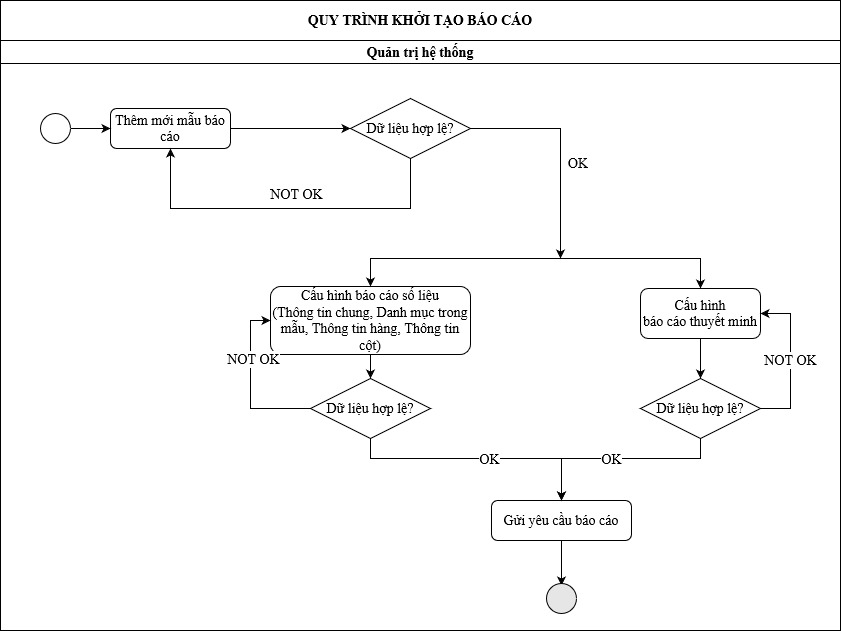 QUY TRÌNH KHỞI TẠO BÁO CÁO
Quản trị hệ thống
Thêm mới mẫu báo
cáo
Dữ liệu hợp lệ?
OK
NOT OK
Cấu hình báo cáo số liệu
(Thông tin chung, Danh mục trong
mẫu, Thông tin hàng, Thông tin
cột)
Cấu hình
báo cáo thuyết minh
NOT OK
NOT OK
Dữ liệu hợp lệ?
Dữ liệu hợp lệ?
OK
OK
Gửi yêu cầu báo cáo